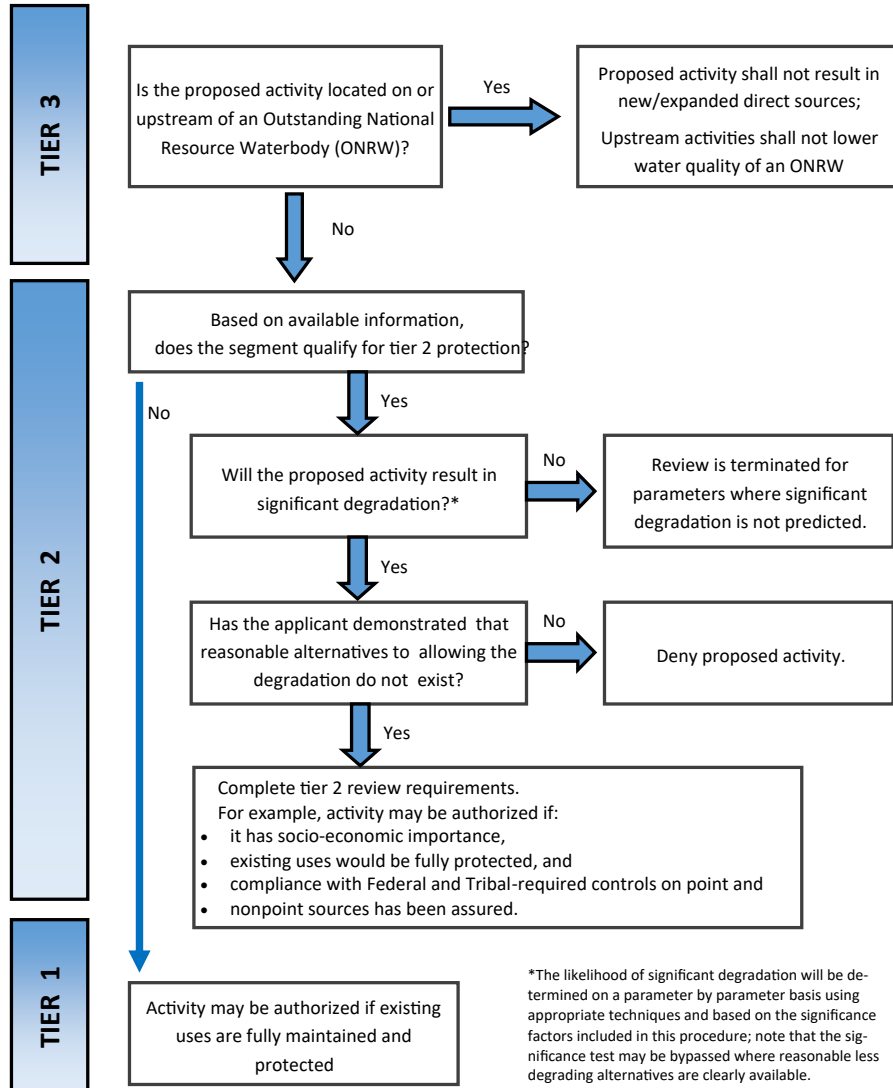 TIER 3
Is the proposed activity located on or
upstream of an Outstanding National
Resource Waterbody (ONRW)?
Yes
Proposed activity shall not result in
new/expanded direct sources;
Upstream activities shall not lower
water quality of an ONRW
No
TIER 2
Based on available information,
does the segment qualify for tier 2 protection?
No
Yes
Will the proposed activity result in
significant degradation?*
No
Review is terminated for
parameters where significant
degradation is not predicted.
Yes
Has the applicant demonstrated that
reasonable alternatives to allowing the
degradation do not exist?
No
Deny proposed activity.
Yes
Complete tier 2 review requirements.
For example, activity may be authorized if:
• it has socio-economic importance,
• existing uses would be fully protected, and
• compliance with Federal and Tribal-required controls on point and
• nonpoint sources has been assured.
TIER 1
Activity may be authorized if existing
uses are fully maintained and
protected
*The likelihood of significant degradation will be de-
termined on a parameter by parameter basis using
appropriate techniques and based on the significance
factors included in this procedure; note that the sig-
nificance test may be bypassed where reasonable less
degrading alternatives are clearly available.